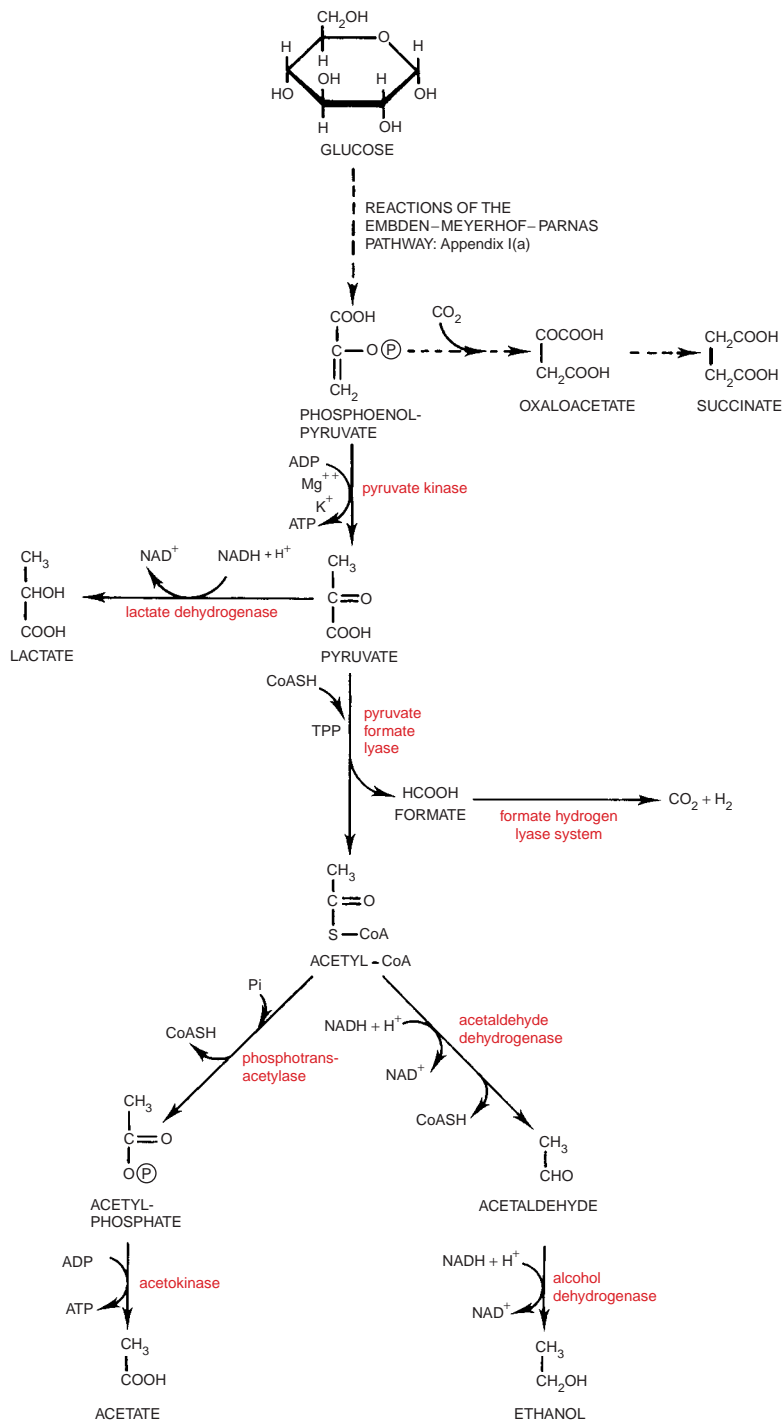 CH₂OH
O
H
H
H
H
OH
H
HO
OH
H
OH
GLUCOSE
REACTIONS OF THE
EMBDEN–MEYERHOF–PARNAS
PATHWAY: Appendix I(a)
COOH
C – O Ⓟ
CH₂
PHOSPHOENOL-
PYRUVATE
CO₂
COCOOH
CH₂COOH
OXALOACETATE
CH₂COOH
CH₂COOH
SUCCINATE
ADP
Mg⁺⁺
K⁺
ATP
pyruvate kinase
CH₃
CHOH
COOH
LACTATE
NAD⁺
NADH + H⁺
lactate dehydrogenase
CH₃
C=O
COOH
PYRUVATE
CoASH
TPP
pyruvate
formate
lyase
HCOOH
FORMATE
formate hydrogen
lyase system
CO₂ + H₂
CH₃
C=O
S – CoA
ACETYL – CoA
Pi
CoASH
phosphotrans-
acetylase
NADH + H⁺
NAD⁺
CoASH
acetaldehyde
dehydrogenase
CH₃
C=O
OⓅ
ACETYL-
PHOSPHATE
CH₃
CHO
ACETALDEHYDE
ADP
ATP
acetokinase
NADH + H⁺
NAD⁺
alcohol
dehydrogenase
CH₃
COOH
ACETATE
CH₃
CH₂OH
ETHANOL